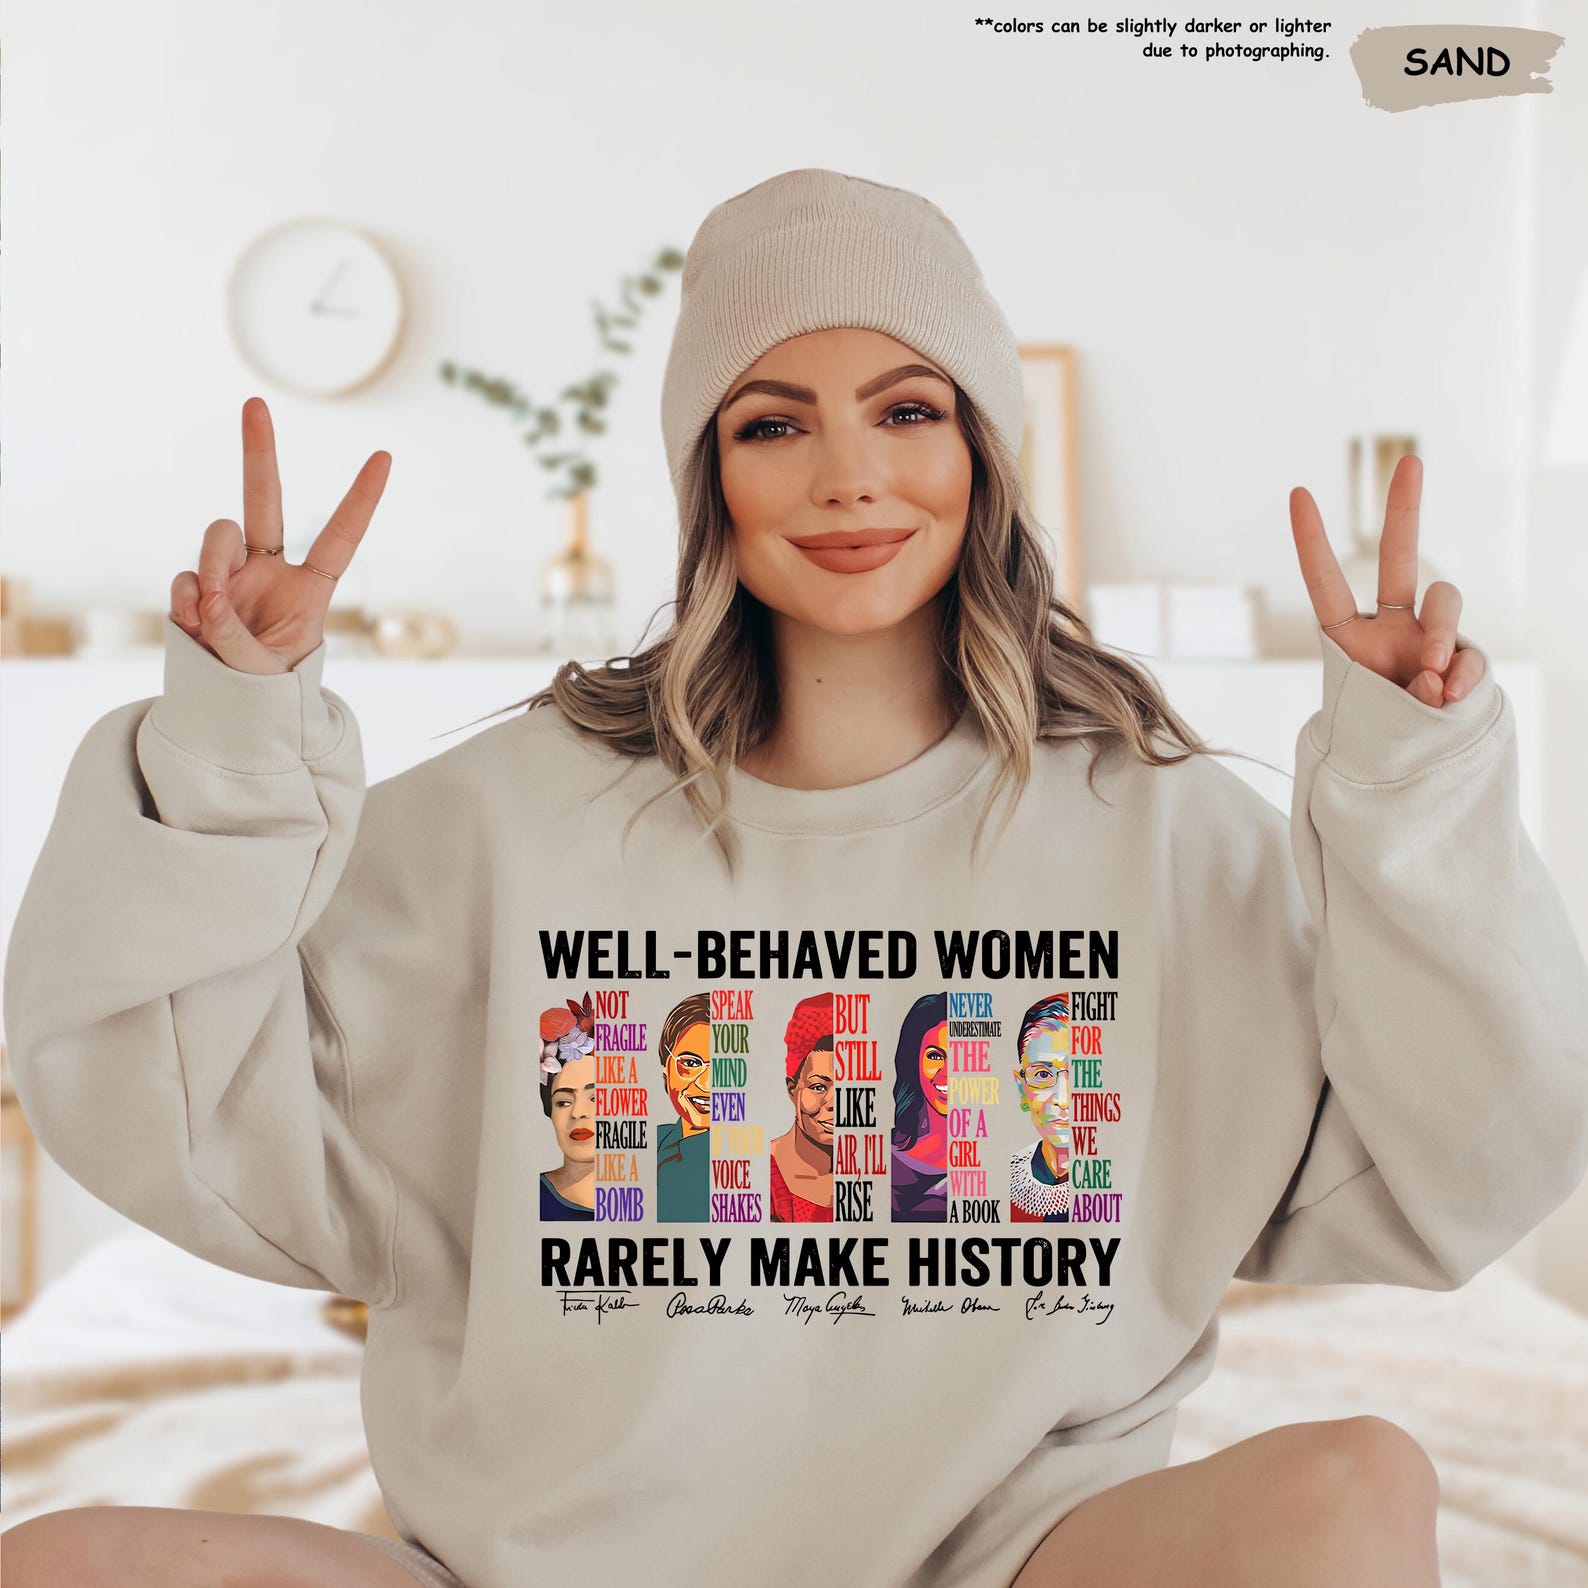 **colors can be slightly darker or lighter
due to photographing.
SAND
WELL-BEHAVED WOMEN
NOT
FRAGILE
LIKE A
FLOWER
FRAGILE
LIKE A
BOMB
SPEAK
YOUR
MIND
EVEN
IF YOUR
VOICE
SHAKES
BUT
STILL
LIKE
AIR, I'LL
RISE
NEVER
UNDERESTIMATE
THE
POWER
OF A
GIRL
WITH
A BOOK
FIGHT
FOR
THE
THINGS
WE
CARE
ABOUT
RARELY MAKE HISTORY
Frida Kahlo
Rosa Parks
Maya Angelou
Michelle Obama
Ruth Bader Ginsburg